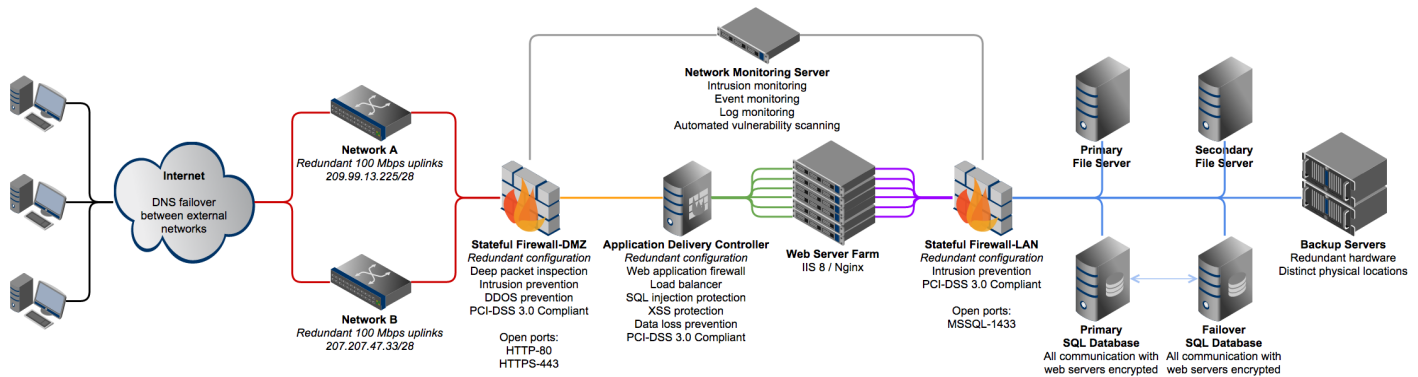 Network Monitoring Server
Intrusion monitoring
Event monitoring
Log monitoring
Automated vulnerability scanning
Internet
DNS failover
between external
networks
Network A
Redundant 100 Mbps uplinks
209.99.13.225/28
Network B
Redundant 100 Mbps uplinks
207.207.47.33/28
Stateful Firewall-DMZ
Redundant configuration
Deep packet inspection
Intrusion prevention
DDOS prevention
PCI-DSS 3.0 Compliant
Open ports:
HTTP-80
HTTPS-443
Application Delivery Controller
Redundant configuration
Web application firewall
Load balancer
SQL injection protection
XSS protection
Data loss prevention
PCI-DSS 3.0 Compliant
Web Server Farm
IIS 8 / Nginx
Stateful Firewall-LAN
Redundant configuration
Intrusion prevention
PCI-DSS 3.0 Compliant
Open ports:
MSSQL-1433
Primary
File Server
Secondary
File Server
Backup Servers
Redundant hardware
Distinct physical locations
Primary
SQL Database
All communication with
web servers encrypted
Failover
SQL Database
All communication with
web servers encrypted